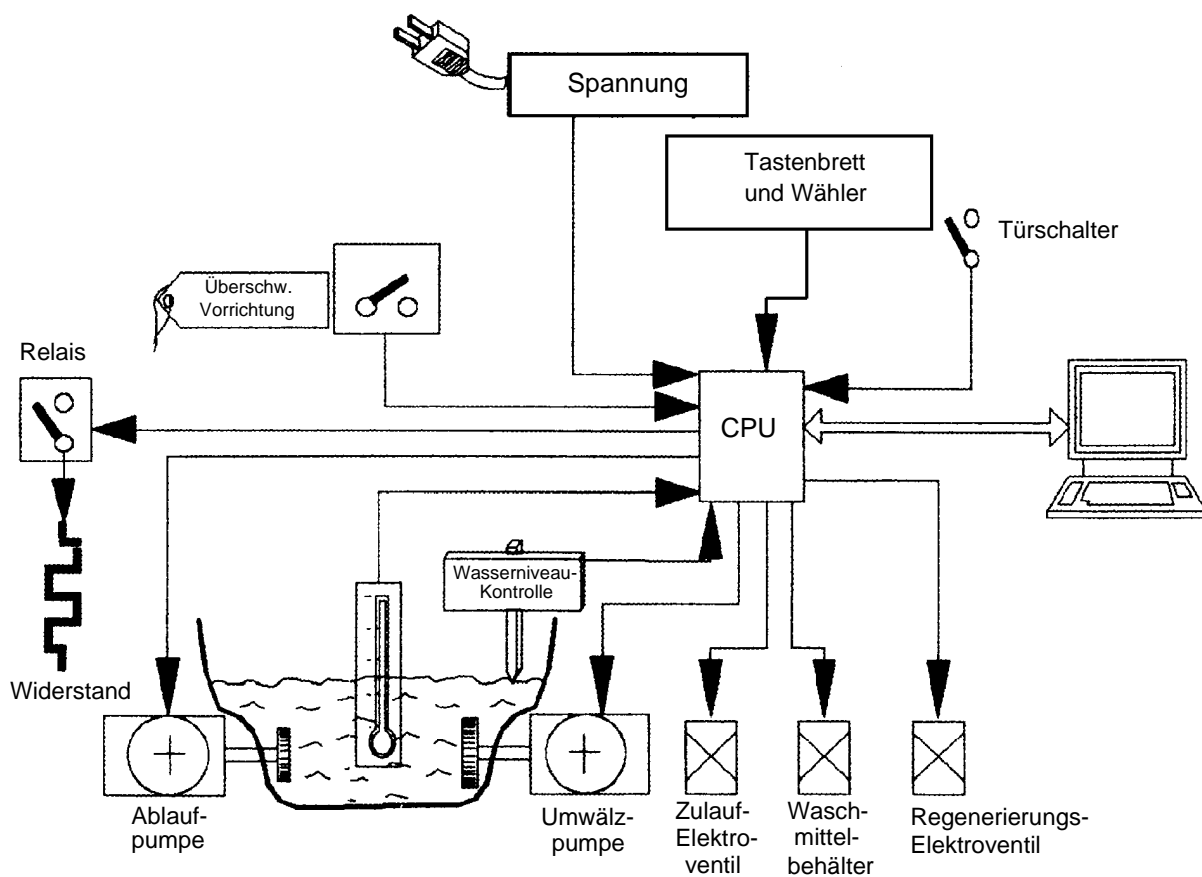 Spannung
Tastenbrett
und Wähler
Türschalter
Überschw.
Vorrichtung
Relais
CPU
Wasserniveau-
Kontrolle
Widerstand
Ablauf-
pumpe
Umwälz-
pumpe
Zulauf-
Elektro-
ventil
Wasch-
mittel-
behälter
Regenerierungs-
Elektroventil